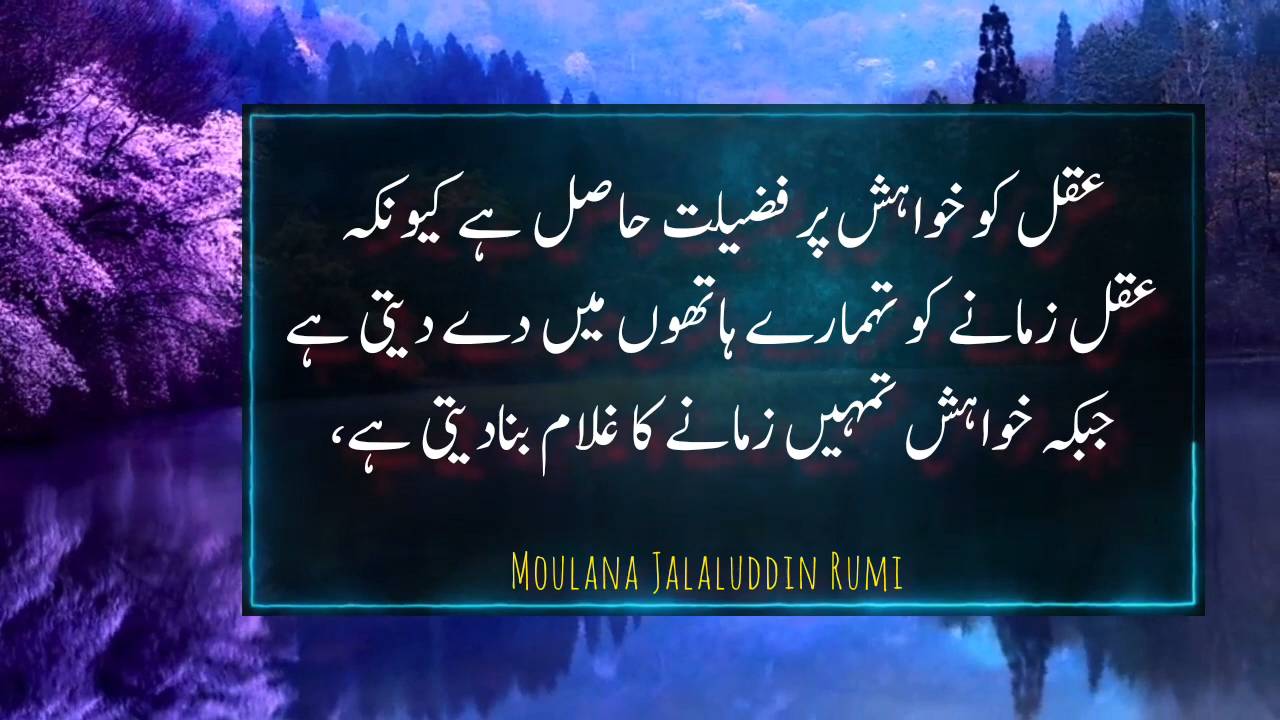 عقل کو خواہش پر فضیلت حاصل ہے کیونکہ
عقل زمانے کو تمہارے ہاتھوں میں دے دیتی ہے
جبکہ خواہش تمہیں زمانے کا غلام بنادیتی ہے،
Moulana Jalaluddin Rumi